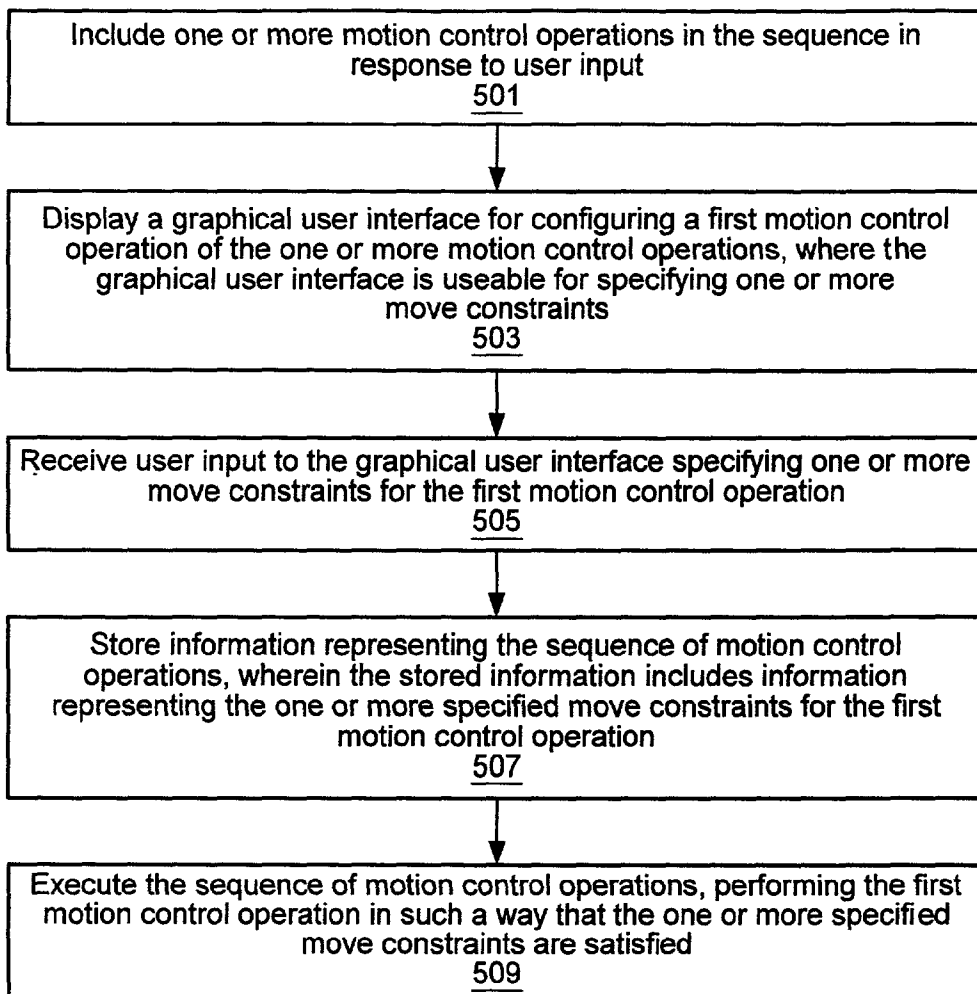 Include one or more motion control operations in the sequence in
response to user input
501
Display a graphical user interface for configuring a first motion control
operation of the one or more motion control operations, where the
graphical user interface is useable for specifying one or more
move constraints
503
Receive user input to the graphical user interface specifying one or more
move constraints for the first motion control operation
505
Store information representing the sequence of motion control
operations, wherein the stored information includes information
representing the one or more specified move constraints for the first
motion control operation
507
Execute the sequence of motion control operations, performing the first
motion control operation in such a way that the one or more specified
move constraints are satisfied
509